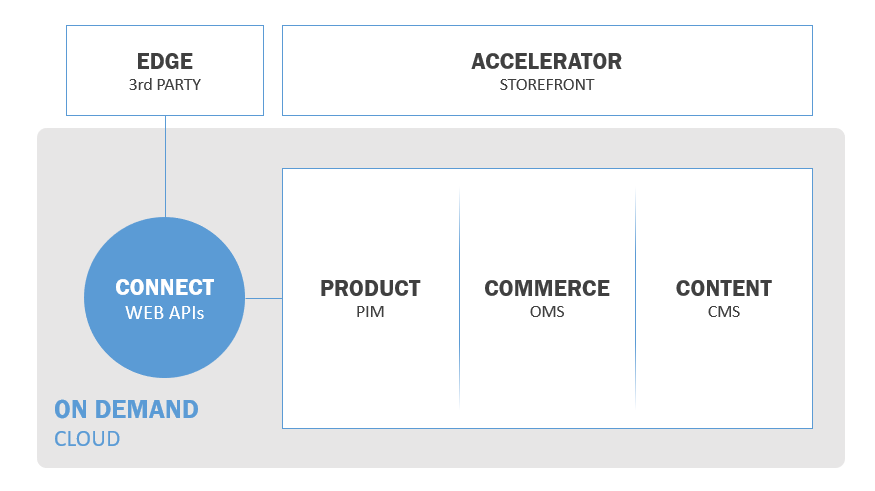 EDGE
3rd PARTY
ACCELERATOR
STOREFRONT
CONNECT
WEB APIs
PRODUCT
PIM
COMMERCE
OMS
CONTENT
CMS
ON DEMAND
CLOUD